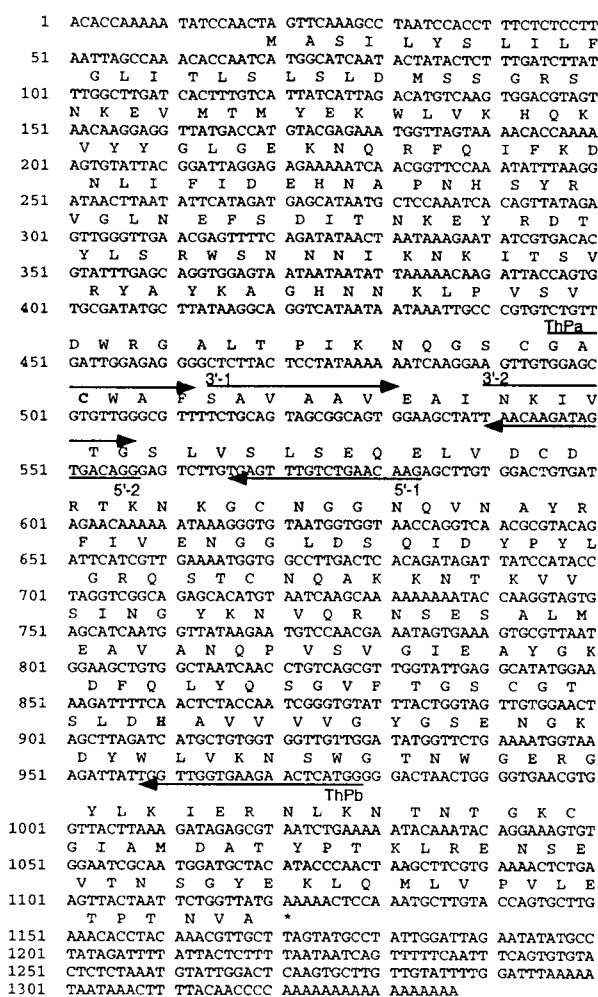 1 ACACCAAAAA TATCCAACTA GTTCAAAGCC TAATCCACCT TTCTCTCCTT
M A S I L Y S L I L F
51 AATTAGCCAA ACACCAATCA TGGCATCAAT ACTATACTCT TTGATCTTAT
G L I T L S L S L D M S S G R S
101 TTGGCTTGAT CACTTTGTCA TTATCATTAG ACATGTCAAG TGGACGTAGT
N K E V M T M Y E K W L V K H Q K
151 AACAAGGAGG TTATGACCAT GTACGAGAAA TGGTTAGTAA AACACCAAAA
V Y Y G L G E K N Q R F Q I F K D
201 AGTGTATTAC GGATTAGGAG AGAAAAATCA ACGGTTCCAA ATATTTAAGG
N L I F I D E H N A P N H S Y R
251 ATAACTTAAT ATTCATAGAT GAGCATAATG CTCCAAATCA CAGTTATAGA
V G L N E F S D I T N K E Y R D T
301 GTTGGGTTGA ACGAGTTTTC AGATATAACT AATAAAGAAT ATCGTGACAC
Y L S R W S N N N I K N K I T S V
351 GTATTTGAGC AGGTGGAGTA ATAATAATAT TAAAAACAAG ATTACCAGTG
R Y A Y K A G H N N K L P V S V
401 TGCGATATGC TTATAAGGCA GGTCATAATA ATAAATTGCC CGTGTCTGTT
ThPa
D W R G A L T P I K N Q G S C G A
451 GATTGGAGAG GGGCTCTTAC TCCTATAAAA AATCAAGGAA GTTGTGGAGC
3'-1 3'-2
C W A F S A V A A V E A I N K I V
501 GTGTTGGGCG TTTTCTGCAG TAGCGGCAGT GGAAGCTATT AACAAGATAG
T G S L V S L S E Q E L V D C D
551 TGACAGGGAG TCTTGTGAGT TTGTCTGAAC AAGAGCTTGT GGACTGTGAT
5'-2 5'-1
R T K N K G C N G G N Q V N A Y R
601 AGAACAAAAA ATAAAGGGTG TAATGGTGGT AACCAGGTCA ACGCGTACAG
F I V E N G G L D S Q I D Y P Y L
651 ATTCATCGTT GAAAATGGTG GCCTTGACTC ACAGATAGAT TATCCATACC
G R Q S T C N Q A K K N T K V V
701 TAGGTCGGCA GAGCACATGT AATCAAGCAA AAAAAAATAC CAAGGTAGTG
S I N G Y K N V Q R N S E S A L M
751 AGCATCAATG GTTATAAGAA TGTCCAACGA AATAGTGAAA GTGCGTTAAT
E A V A N Q P V S V G I E A Y G K
801 GGAAGCTGTG GCTAATCAAC CTGTCAGCGT TGGTATTGAG GCATATGGAA
D F Q L Y Q S G V F T G S C G T
851 AAGATTTTCA ACTCTACCAA TCGGGTGTAT TTACTGGTAG TTGTGGAACT
S L D H A V V V V G Y G S E N G K
901 AGCTTAGATC ATGCTGTGGT GGTTGTTGGA TATGGTTCTG AAAATGGTAA
D Y W L V K N S W G T N W G E R G
951 AGATTATTGG TTGGTGAAGA ACTCATGGGG GACTAACTGG GGTGAACGTG
ThPb
Y L K I E R N L K N T N T G K C
1001 GTTACTTAAA GATAGAGCGT AATCTGAAAA ATACAAATAC AGGAAAGTGT
G I A M D A T Y P T K L R E N S E
1051 GGAATCGCAA TGGATGCTAC ATACCCAACT AAGCTTCGTG AAAACTCTGA
V T N S G Y E K L Q M L V P V L E
1101 AGTTACTAAT TCTGGTTATG AAAAACTCCA AATGCTTGTA CCAGTGCTTG
T P T N V A *
1151 AAACACCTAC AAACGTTGCT TAGTATGCCT ATTGGATTAG AATATATGCC
1201 TATAGATTTT ATTACTCTTT TAATAATCAG TTTTTCAATT TCAGTGTGTA
1251 CTCTCTAAAT GTATTGGACT CAAGTGCTTG TTGTATTTTG GATTTAAAAA
1301 TAATAAACTT TTACAACCCC AAAAAAAAAA AAAAAAA